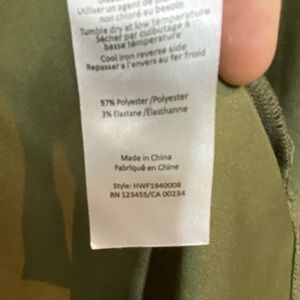 Utiliser un agent de
non chloré au besoin
Tumble dry at low temperature
Sécher par culbutage à
basse température
Cool iron reverse side
Repasser à l'envers au fer froid
97% Polyester /Polyester
3% Elastane /Élasthanne
Made in China
Fabriqué en Chine
Style: HWF1940008
RN 123455/CA 00234